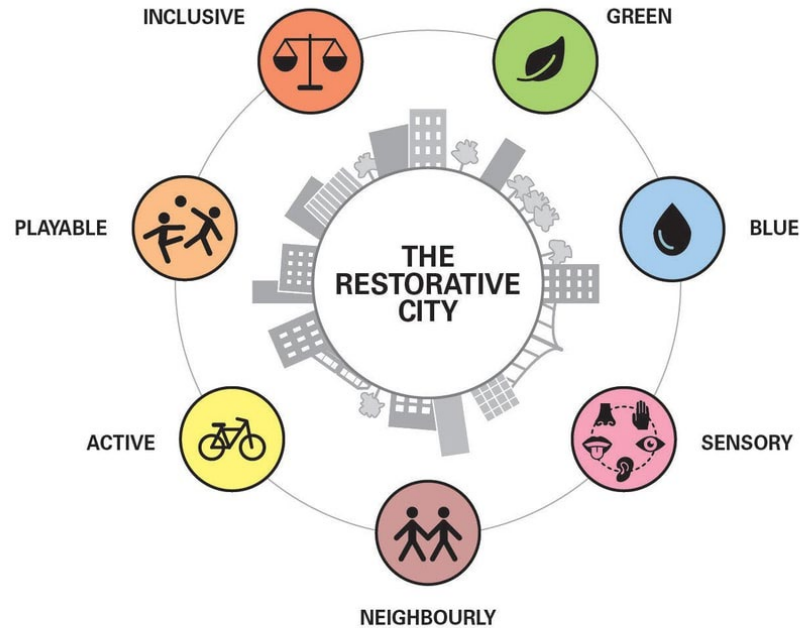 INCLUSIVE
GREEN
PLAYABLE
BLUE
THE
RESTORATIVE
CITY
ACTIVE
SENSORY
NEIGHBOURLY